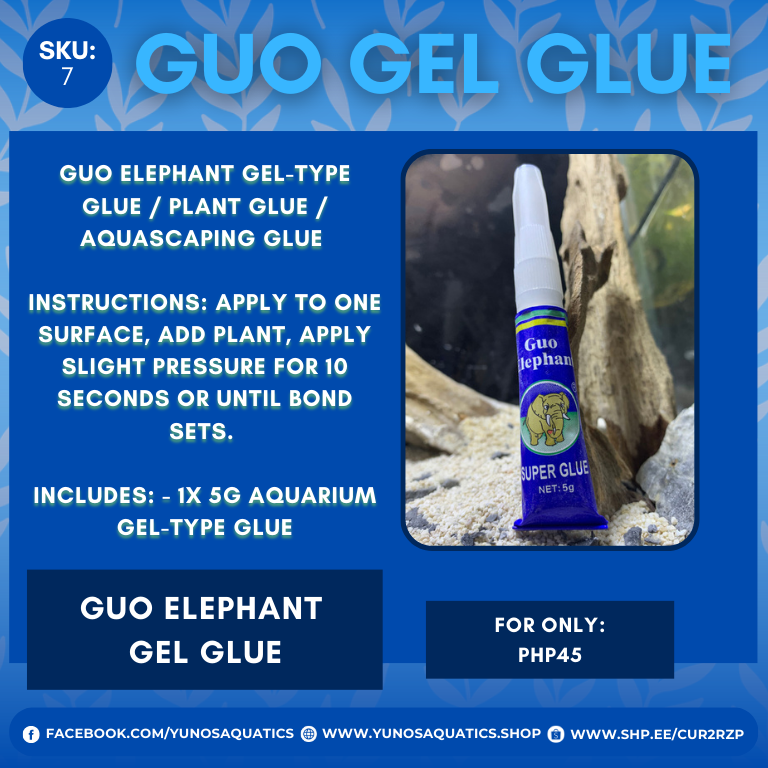 SKU:
7
GUO GEL GLUE
GUO ELEPHANT GEL-TYPE
GLUE / PLANT GLUE /
AQUASCAPING GLUE
INSTRUCTIONS: APPLY TO ONE
SURFACE, ADD PLANT, APPLY
SLIGHT PRESSURE FOR 10
SECONDS OR UNTIL BOND
SETS.
INCLUDES: - 1X 5G AQUARIUM
GEL-TYPE GLUE
GUO ELEPHANT
GEL GLUE
Guo
Elephant
SUPER GLUE
NET: 5g
FOR ONLY:
PHP45
FACEBOOK.COM/YUNOSAQUATICS WWW.YUNOSAQUATICS.SHOP WWW.SHP.EE/CUR2RZP